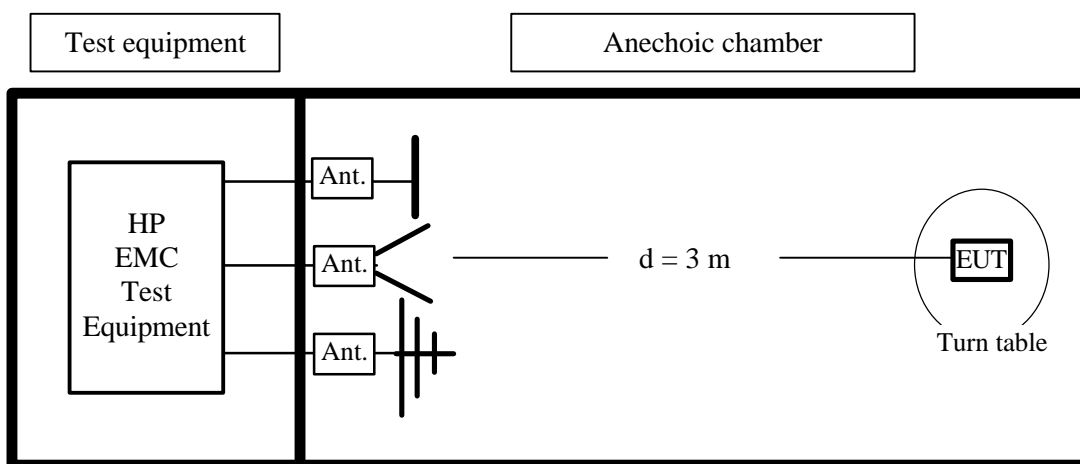 Test equipment
Anechoic chamber
HP
EMC
Test
Equipment
Ant.
Ant.
Ant.
d = 3 m
EUT
Turn table